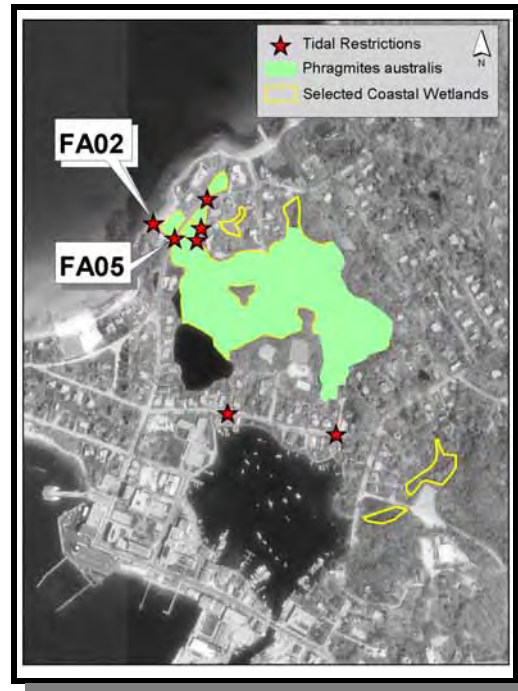 Tidal Restrictions
Phragmites australis
Selected Coastal Wetlands
N
FA02
FA05